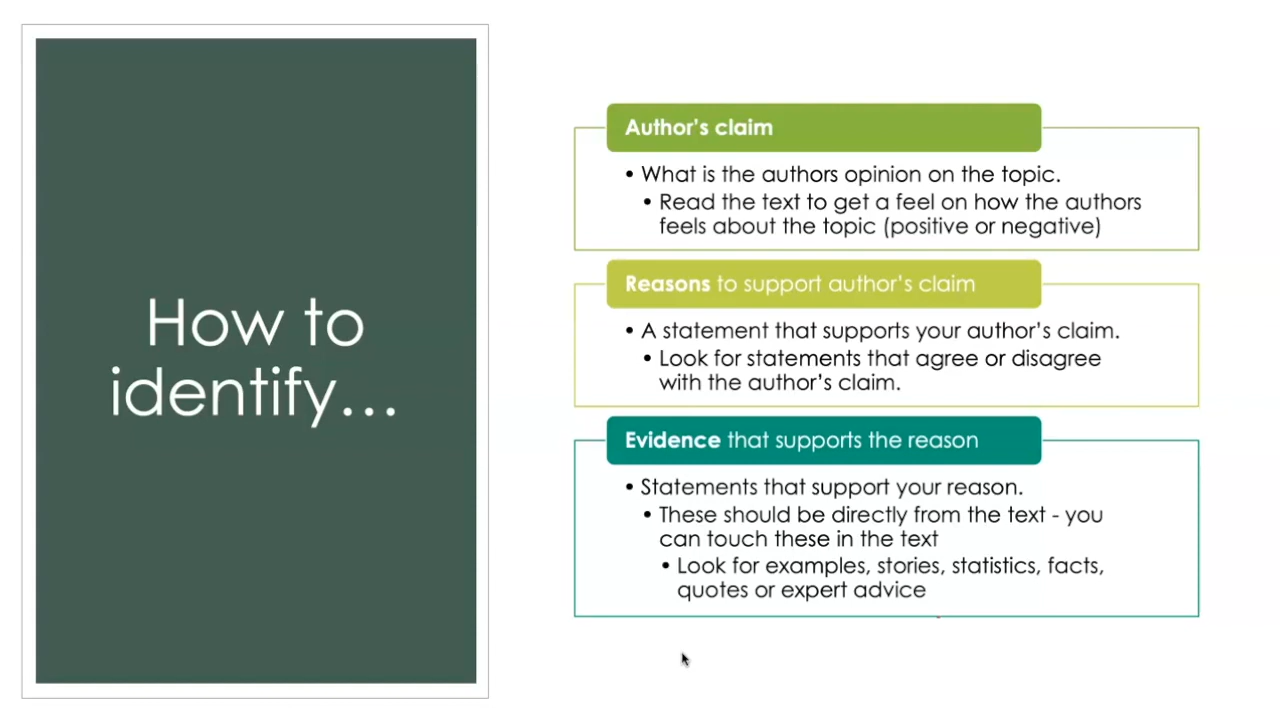 How to
identify...
Author's claim
• What is the authors opinion on the topic.
• Read the text to get a feel on how the authors
feels about the topic (positive or negative)
Reasons to support author's claim
• A statement that supports your author's claim.
• Look for statements that agree or disagree
with the author's claim.
Evidence that supports the reason
• Statements that support your reason.
• These should be directly from the text - you
can touch these in the text
• Look for examples, stories, statistics, facts,
quotes or expert advice